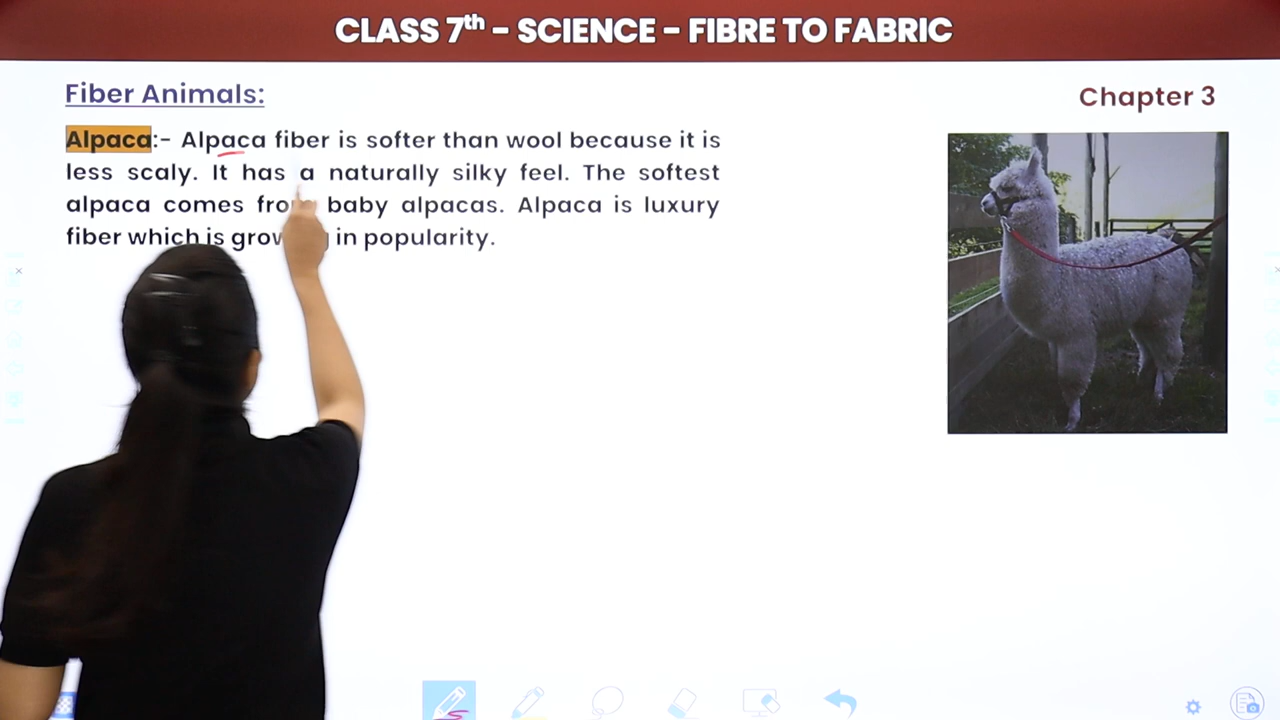 CLASS 7th - SCIENCE - FIBRE TO FABRIC
Fiber Animals:
Chapter 3
Alpaca:- Alpaca fiber is softer than wool because it is
less scaly. It has a naturally silky feel. The softest
alpaca comes from baby alpacas. Alpaca is luxury
fiber which is growing in popularity.